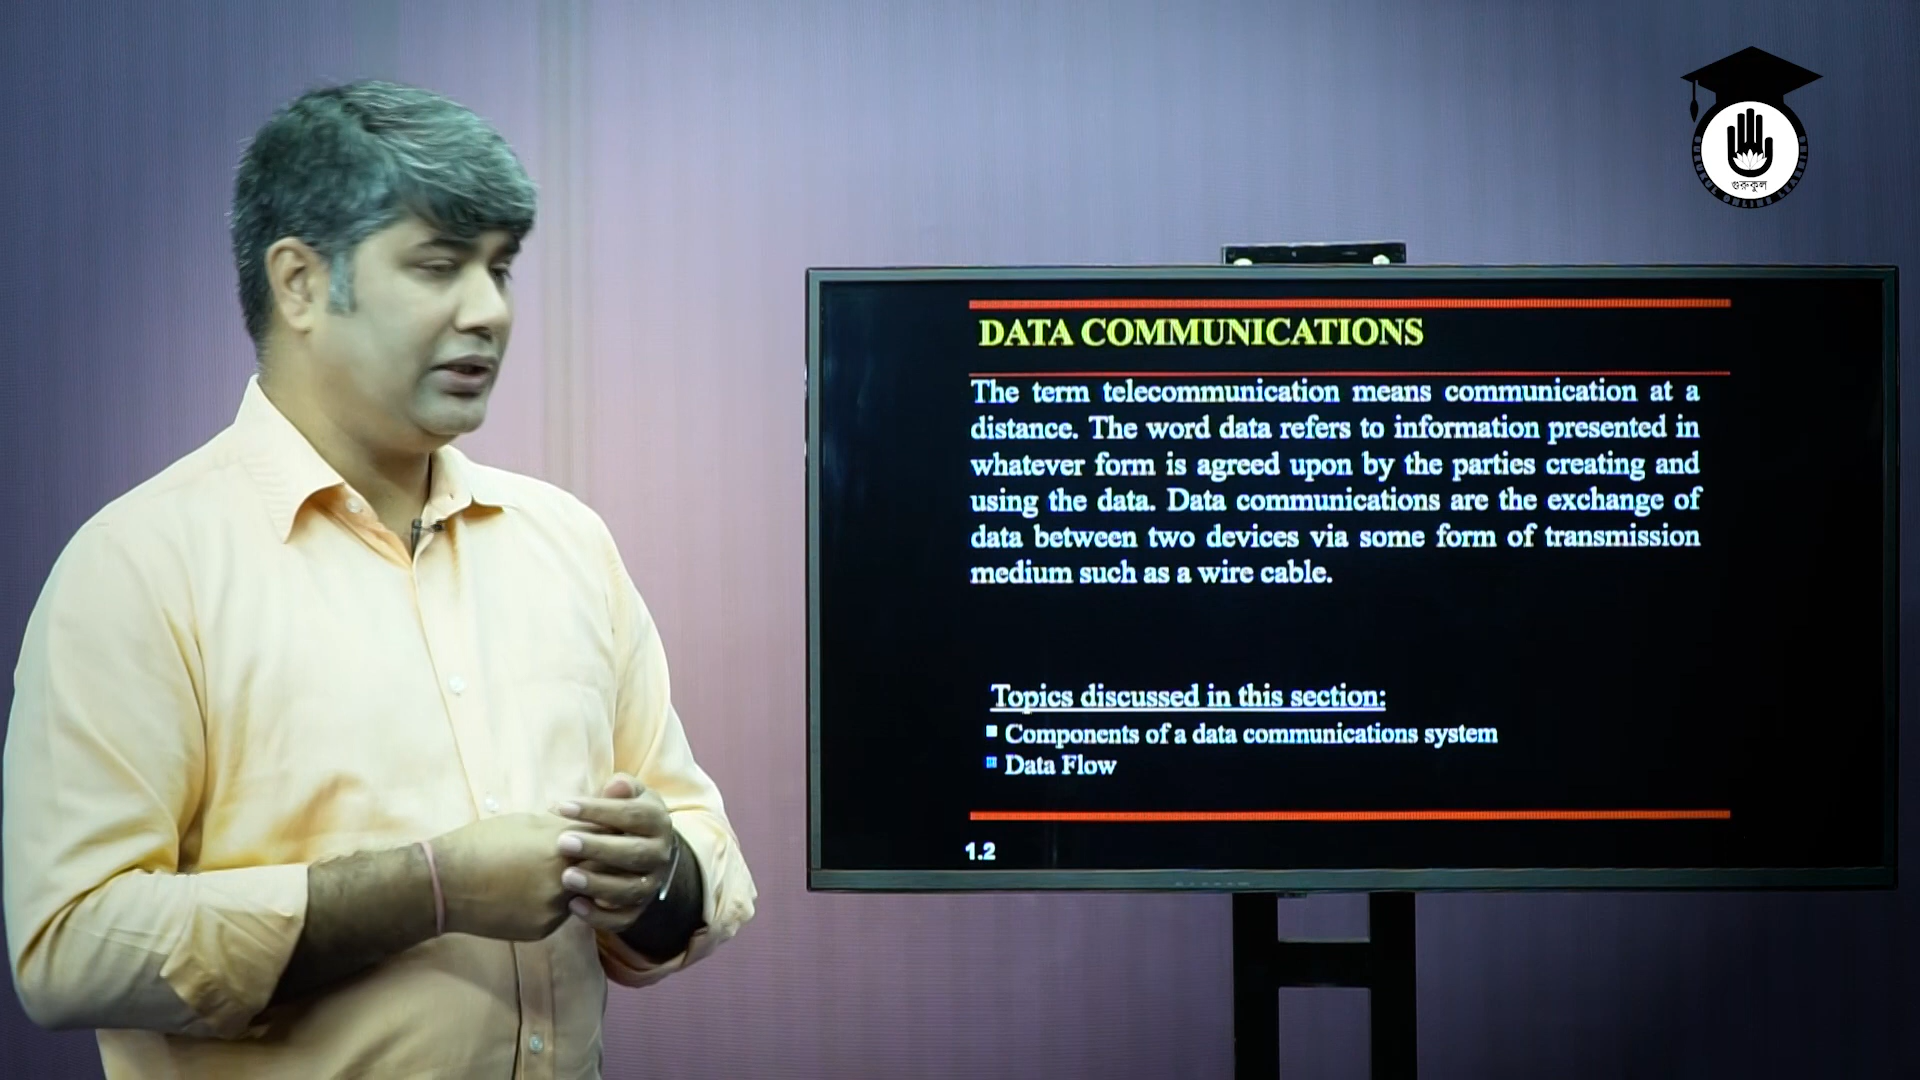 গুরুকুল
GURUKUL ONLINE LEARNING
DATA COMMUNICATIONS
The term telecommunication means communication at a
distance. The word data refers to information presented in
whatever form is agreed upon by the parties creating and
using the data. Data communications are the exchange of
data between two devices via some form of transmission
medium such as a wire cable.
Topics discussed in this section:
Components of a data communications system
Data Flow
1.2